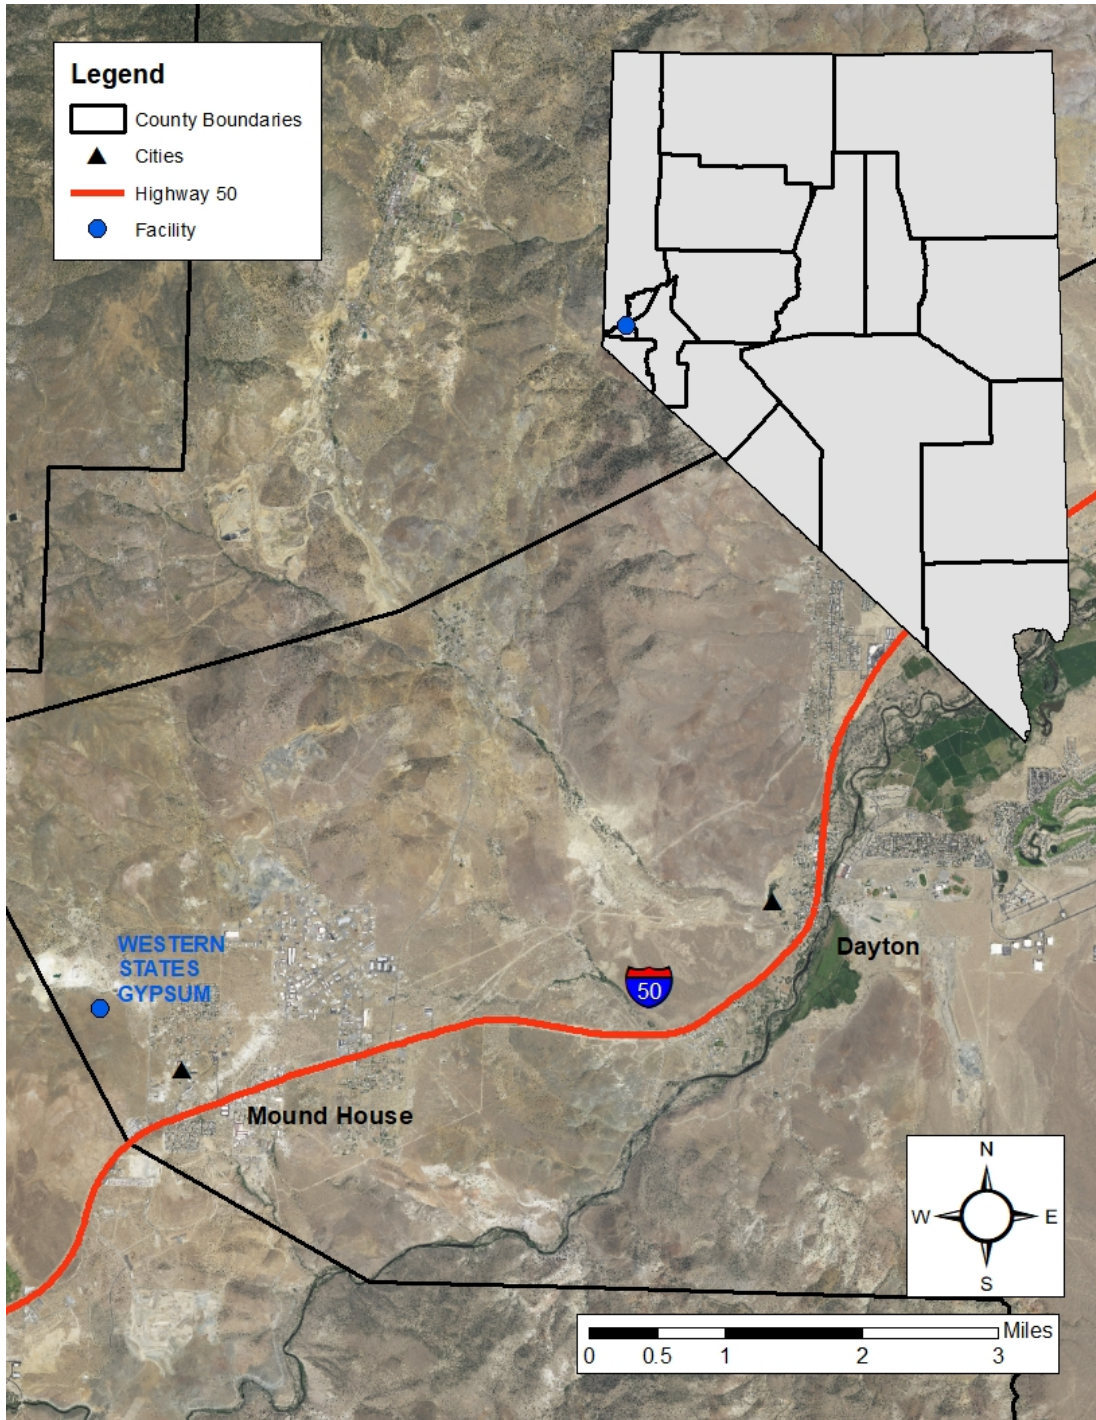 Legend
County Boundaries
Cities
Highway 50
Facility
WESTERN
STATES
GYPSUM
Dayton
50
Mound House
N
W
E
S
Miles
0
0.5
1
2
3